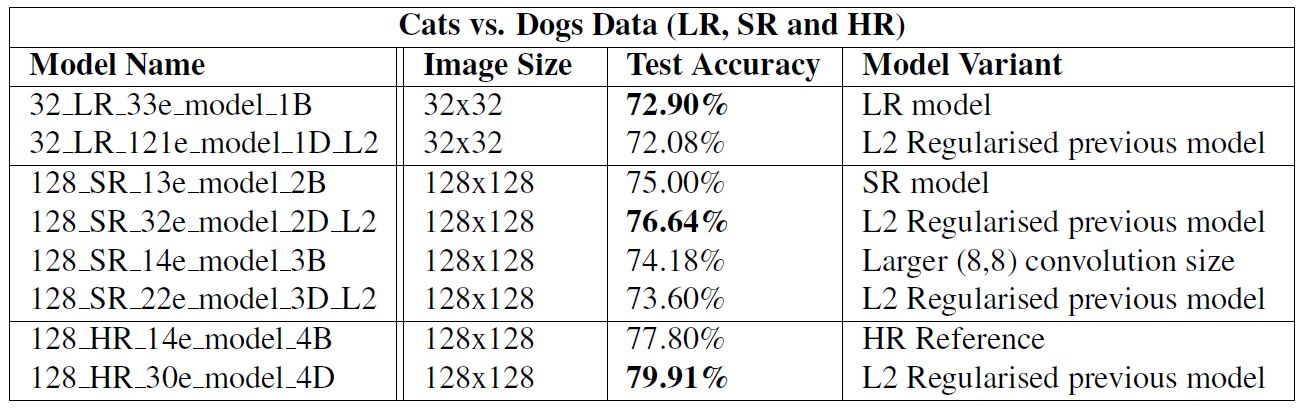 Cats vs. Dogs Data (LR, SR and HR)
Model Name Image Size Test Accuracy Model Variant
32_LR_33e_model_1B 32x32 72.90% LR model
32_LR_121e_model_1D_L2 32x32 72.08% L2 Regularised previous model
128_SR_13e_model_2B 128x128 75.00% SR model
128_SR_32e_model_2D_L2 128x128 76.64% L2 Regularised previous model
128_SR_14e_model_3B 128x128 74.18% Larger (8,8) convolution size
128_SR_22e_model_3D_L2 128x128 73.60% L2 Regularised previous model
128_HR_14e_model_4B 128x128 77.80% HR Reference
128_HR_30e_model_4D 128x128 79.91% L2 Regularised previous model